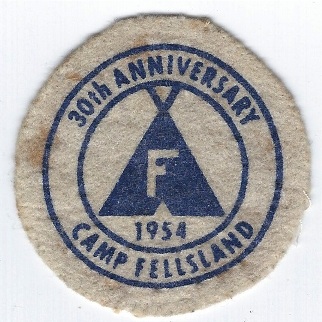 30th ANNIVERSARY
F
1954
CAMP FELLSLAND